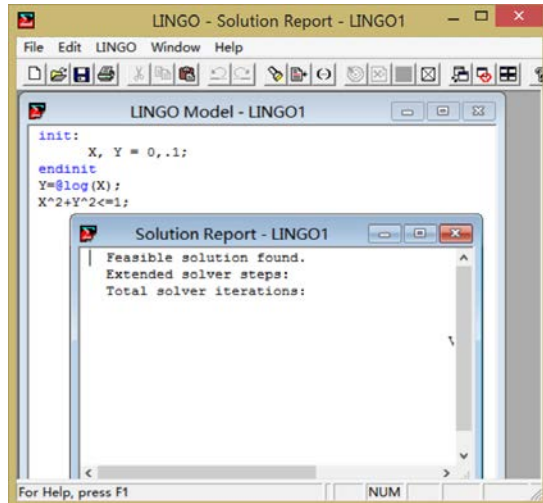 LINGO - Solution Report - LINGO1
File Edit LINGO Window Help
LINGO Model - LINGO1
init:
X, Y = 0,.1;
endinit
Y=@log(X);
X^2+Y^2<=1;
Solution Report - LINGO1
Feasible solution found.
Extended solver steps:
Total solver iterations:
For Help, press F1
NUM